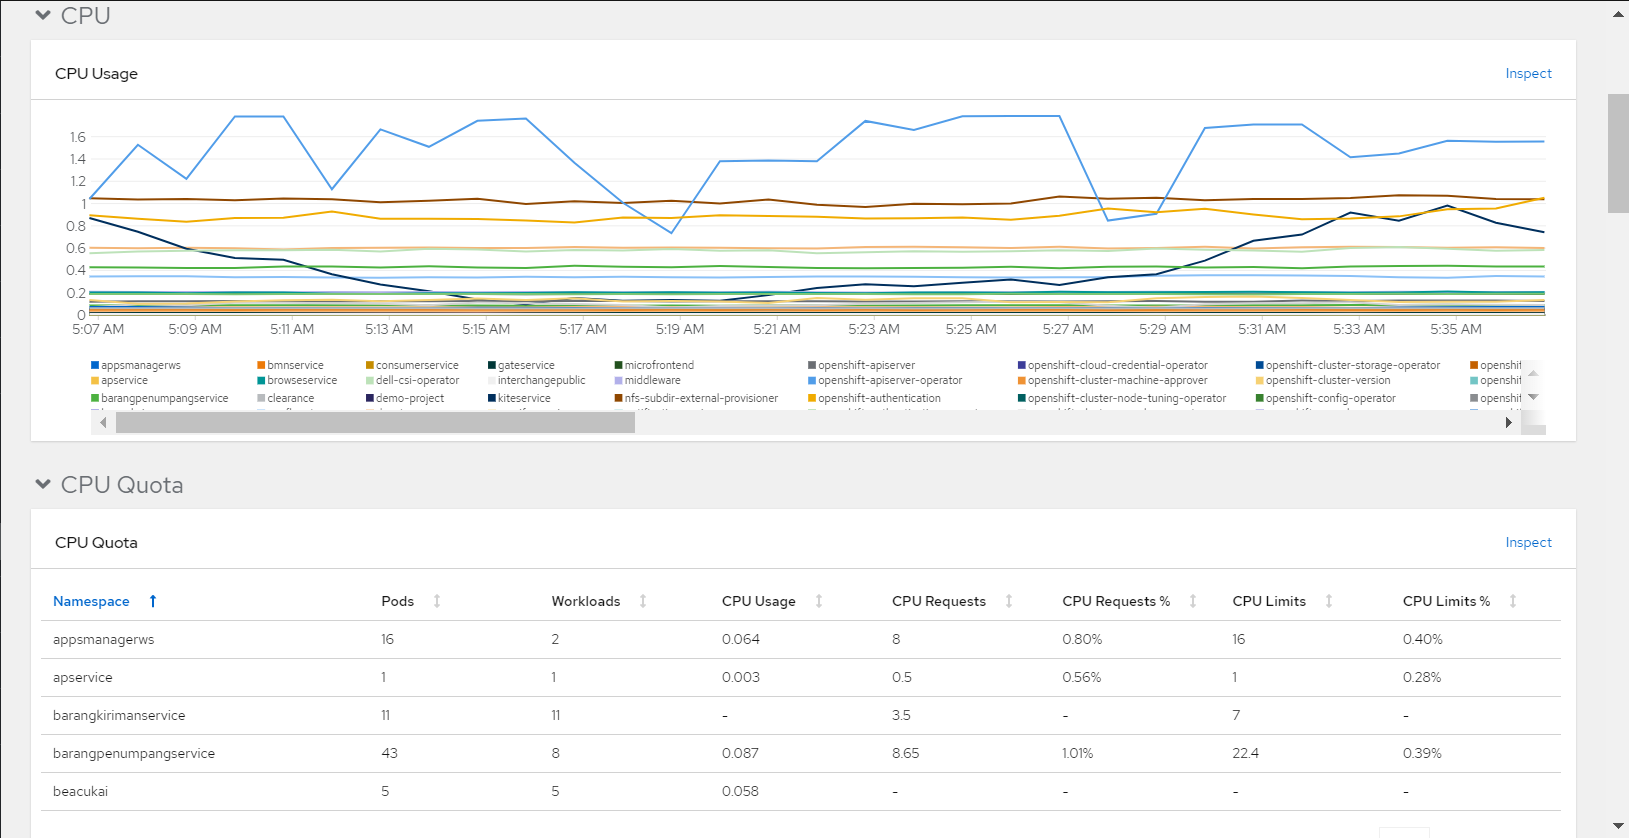 CPU
CPU Usage Inspect
1.6
1.4
1.2
1
0.8
0.6
0.4
0.2
0
5:07 AM 5:09 AM 5:11 AM 5:13 AM 5:15 AM 5:17 AM 5:19 AM 5:21 AM 5:23 AM 5:25 AM 5:27 AM 5:29 AM 5:31 AM 5:33 AM 5:35 AM
appsmanagerws bmnservice consumerservice gateservice microfrontend openshift-apiserver openshift-cloud-credential-operator openshift-cluster-storage-operator openshif
apservice browseservice dell-csi-operator interchangepublic middleware openshift-apiserver-operator openshift-cluster-machine-approver openshift-cluster-version openshif
barangpenumpangservice clearance demo-project kiteservice nfs-subdir-external-provisioner openshift-authentication openshift-cluster-node-tuning-operator openshift-config-operator openshif
CPU Quota
CPU Quota Inspect
Namespace Pods Workloads CPU Usage CPU Requests CPU Requests % CPU Limits CPU Limits %
appsmanagerws 16 2 0.064 8 0.80% 16 0.40%
apservice 1 1 0.003 0.5 0.56% 1 0.28%
barangkirimanservice 11 11 - 3.5 - 7 -
barangpenumpangservice 43 8 0.087 8.65 1.01% 22.4 0.39%
beacukai 5 5 0.058 - - - -